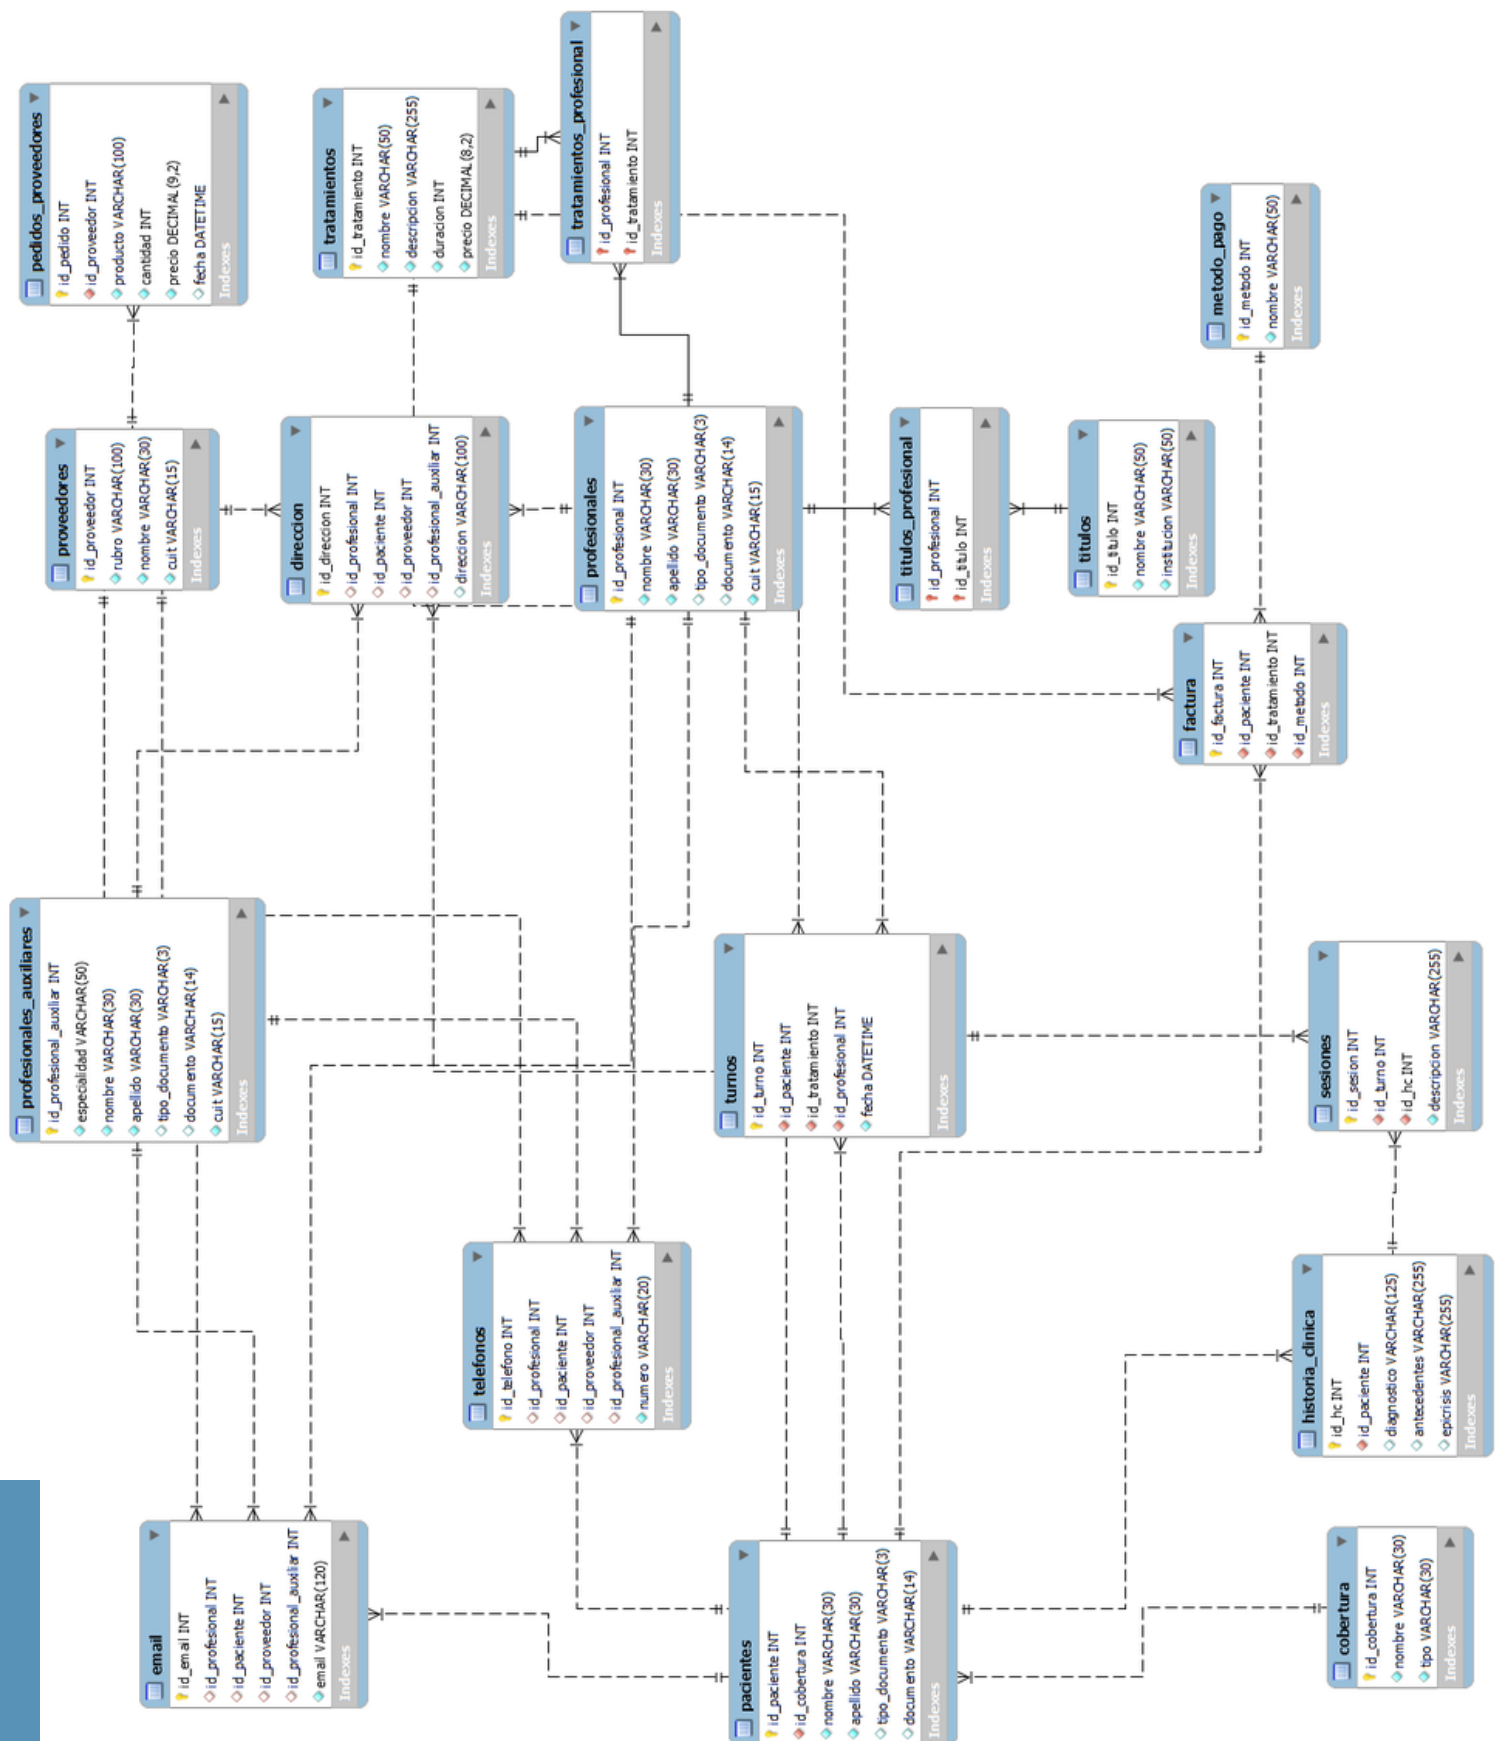 pedidos_proveedores
id_pedido INT
id_proveedor INT
producto VARCHAR(100)
cantidad INT
precio DECIMAL(9,2)
fecha DATETIME
Indexes
tratamientos
id_tratamiento INT
nombre VARCHAR(50)
descripcion VARCHAR(255)
duracion INT
precio DECIMAL(8,2)
Indexes
tratamientos_profesional
id_profesional INT
id_tratamiento INT
Indexes
metodo_pago
id_metodo INT
nombre VARCHAR(50)
Indexes
proveedores
id_proveedor INT
rubro VARCHAR(100)
nombre VARCHAR(30)
cuit VARCHAR(15)
Indexes
direccion
id_direccion INT
id_profesional INT
id_paciente INT
id_proveedor INT
id_profesional_auxiliar INT
direccion VARCHAR(100)
Indexes
profesionales
id_profesional INT
nombre VARCHAR(30)
apellido VARCHAR(30)
tipo_documento VARCHAR(3)
documento VARCHAR(14)
cuit VARCHAR(15)
Indexes
titulos_profesional
id_profesional INT
id_titulo INT
Indexes
titulos
id_titulo INT
nombre VARCHAR(50)
institucion VARCHAR(50)
Indexes
factura
id_factura INT
id_paciente INT
id_tratamiento INT
id_metodo INT
Indexes
profesionales_auxiliares
id_profesional_auxiliar INT
especialidad VARCHAR(50)
nombre VARCHAR(30)
apellido VARCHAR(30)
tipo_documento VARCHAR(3)
documento VARCHAR(14)
cuit VARCHAR(15)
Indexes
turnos
id_turno INT
id_paciente INT
id_tratamiento INT
id_profesional INT
fecha DATETIME
Indexes
sesiones
id_sesion INT
id_turno INT
id_hc INT
descripcion VARCHAR(255)
Indexes
telefonos
id_telefono INT
id_profesional INT
id_paciente INT
id_proveedor INT
id_profesional_auxiliar INT
numero VARCHAR(20)
Indexes
historia_clinica
id_hc INT
id_paciente INT
diagnostico VARCHAR(125)
antecedentes VARCHAR(255)
epicrisis VARCHAR(255)
Indexes
email
id_email INT
id_profesional INT
id_paciente INT
id_proveedor INT
id_profesional_auxiliar INT
email VARCHAR(120)
Indexes
pacientes
id_paciente INT
id_cobertura INT
nombre VARCHAR(30)
apellido VARCHAR(30)
tipo_documento VARCHAR(3)
documento VARCHAR(14)
Indexes
cobertura
id_cobertura INT
nombre VARCHAR(30)
tipo VARCHAR(30)
Indexes